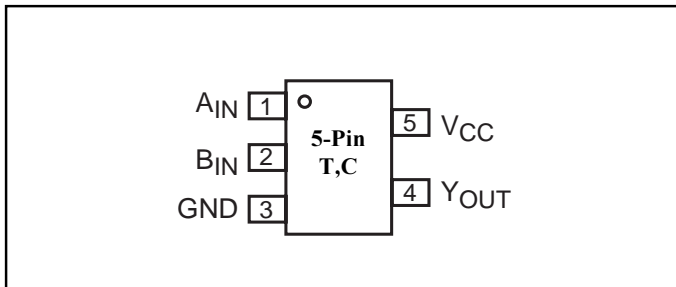 A_IN 1
B_IN 2
GND 3
5-Pin
T,C
5 V_CC
4 Y_OUT